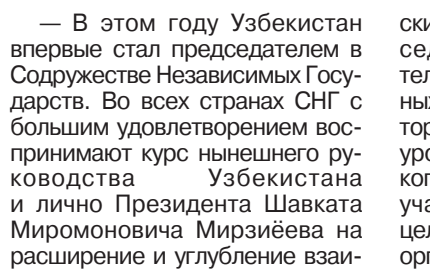 — В этом году Узбекистан
впервые стал председателем в
Содружестве Независимых Госу-
дарств. Во всех странах СНГ с
большим удовлетворением вос-
принимают курс нынешнего ру-
ководства Узбекистана
и лично Президента Шавката
Миромоновича Мирзиёева на
расширение и углубление взаи-